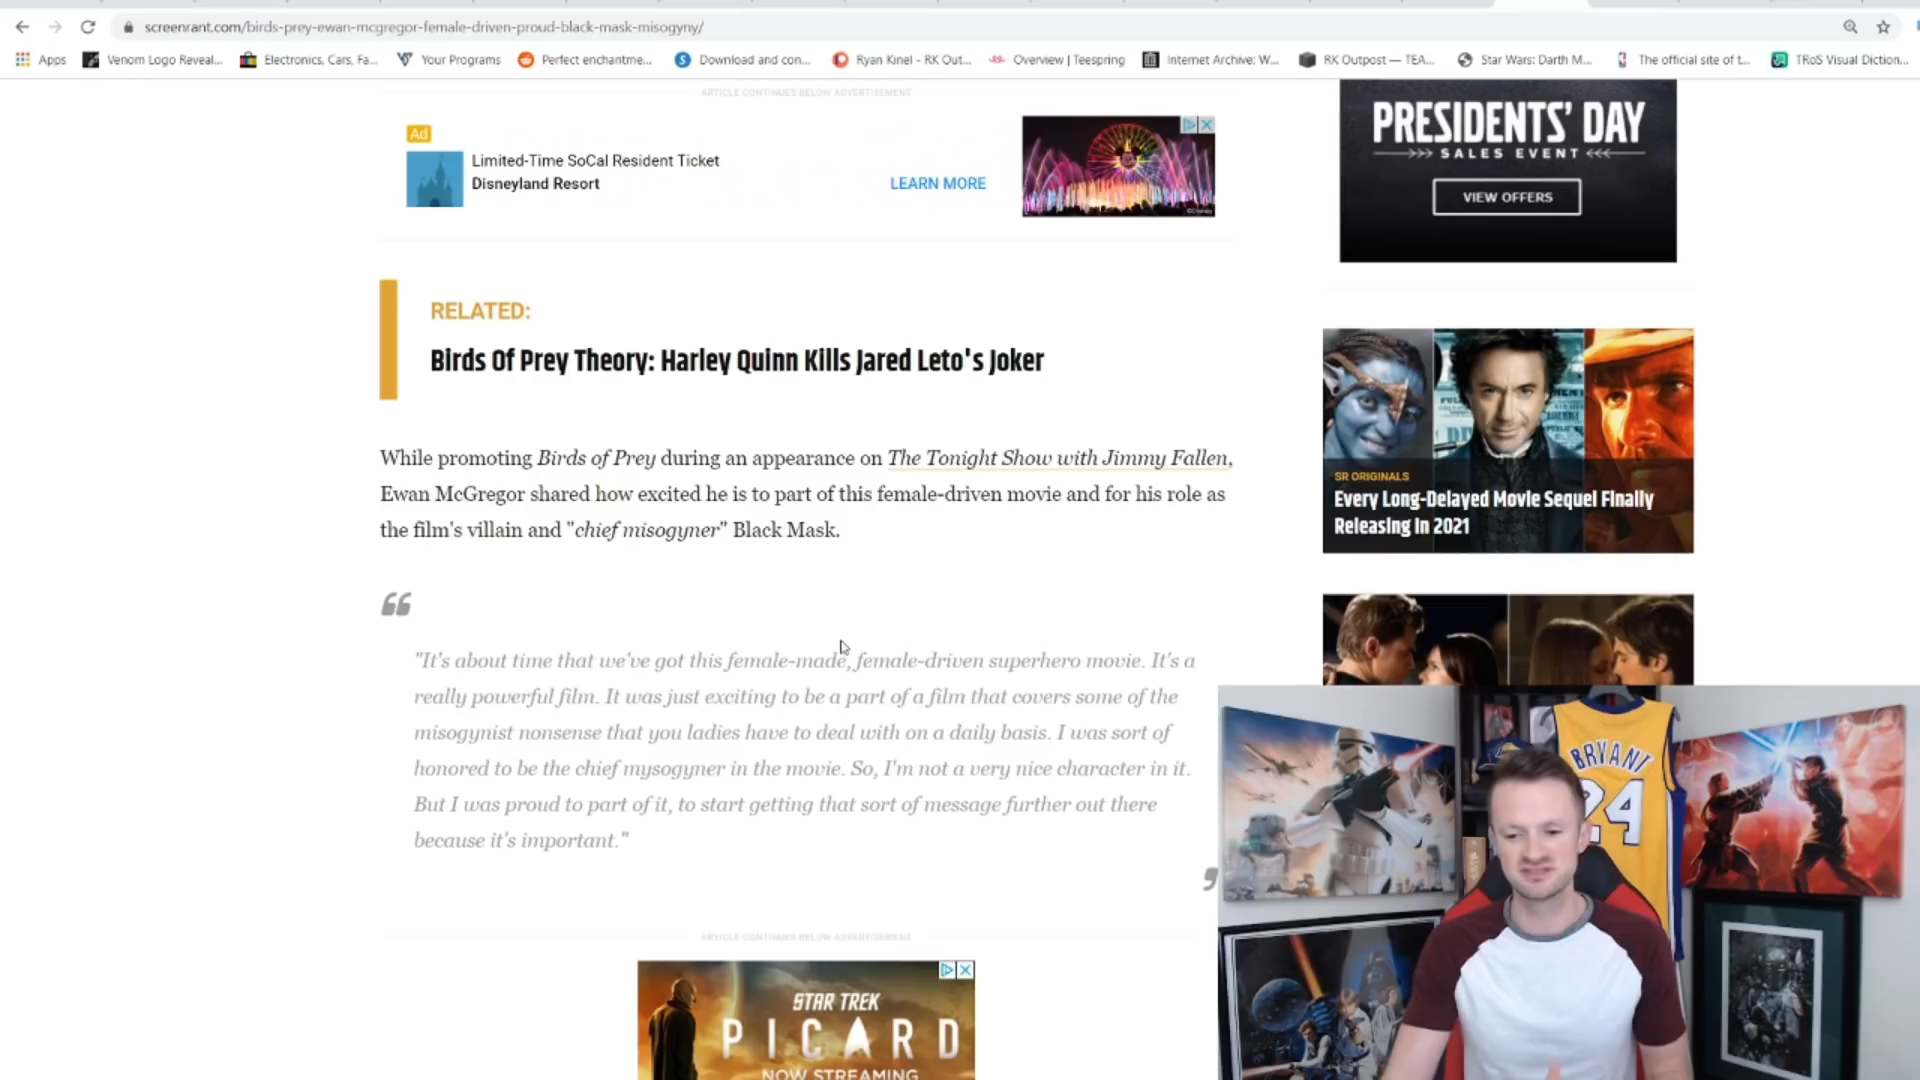 screenrant.com/birds-prey-ewan-mcgregor-female-driven-proud-black-mask-misogyny/
Apps Venom Logo Reveal... Electronics, Cars, Fa... Your Programs Perfect enchantme... Download and con... Ryan Kinel - RK Out... Overview | Teespring Internet Archive: W... RK Outpost — TEA... Star Wars: Darth M... The official site of t... TRoS Visual Diction...
ARTICLE CONTINUES BELOW ADVERTISEMENT
Ad
Limited-Time SoCal Resident Ticket
Disneyland Resort
LEARN MORE
©Disney
PRESIDENTS' DAY
SALES EVENT
VIEW OFFERS
RELATED:
Birds Of Prey Theory: Harley Quinn Kills Jared Leto's Joker
While promoting Birds of Prey during an appearance on The Tonight Show with Jimmy Fallen,
Ewan McGregor shared how excited he is to part of this female-driven movie and for his role as
the film's villain and "chief misogyner" Black Mask.
"It's about time that we've got this female-made, female-driven superhero movie. It's a
really powerful film. It was just exciting to be a part of a film that covers some of the
misogynist nonsense that you ladies have to deal with on a daily basis. I was sort of
honored to be the chief mysogyner in the movie. So, I'm not a very nice character in it.
But I was proud to part of it, to start getting that sort of message further out there
because it's important."
ARTICLE CONTINUES BELOW ADVERTISEMENT
SR ORIGINALS
Every Long-Delayed Movie Sequel Finally
Releasing In 2021
STAR TREK
PICARD
NOW STREAMING
BRYANT
24